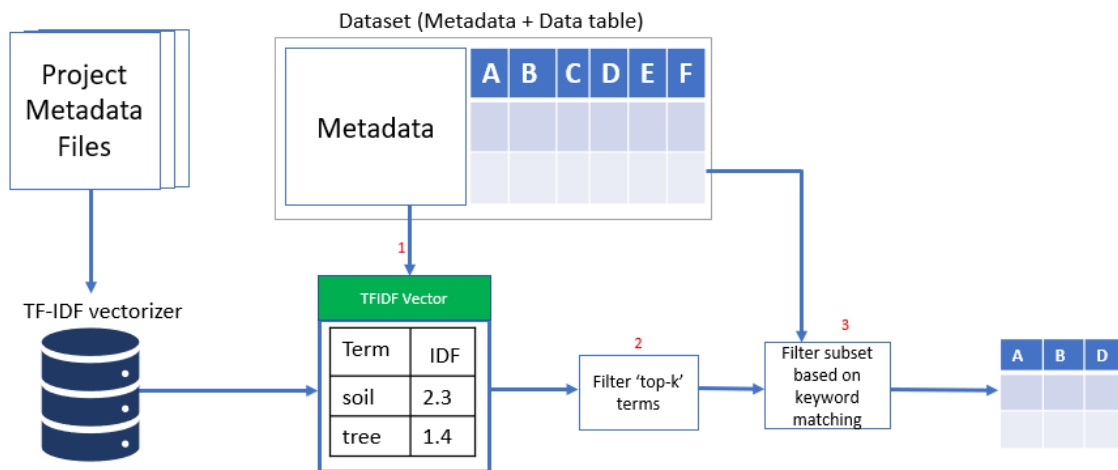 Dataset (Metadata + Data table)
Project
Metadata
Files
Metadata
A B C D E F
1
TF-IDF vectorizer
TFIDF Vector
Term IDF
soil 2.3
tree 1.4
2
Filter ‘top-k’
terms
3
Filter subset
based on
keyword
matching
A B D